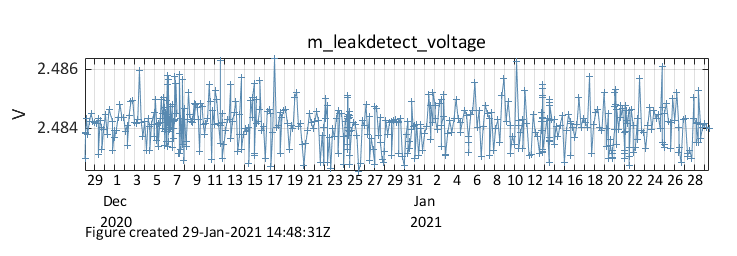 m_leakdetect_voltage
2.486
V
2.484
29 1 3 5 7 9 11 13 15 17 19 21 23 25 27 29 31 2 4 6 8 10 12 14 16 18 20 22 24 26 28
Dec Jan
2020 2021
Figure created 29-Jan-2021 14:48:31Z